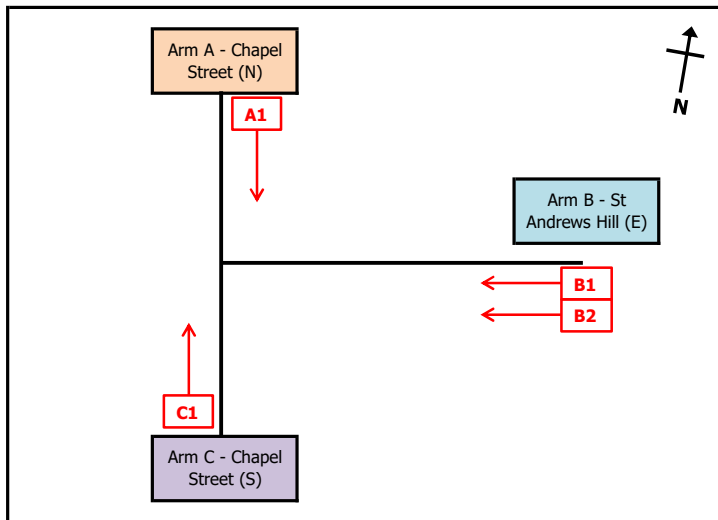 Arm A - Chapel
Street (N)
A1
N
Arm B - St
Andrews Hill (E)
B1
B2
C1
Arm C - Chapel
Street (S)